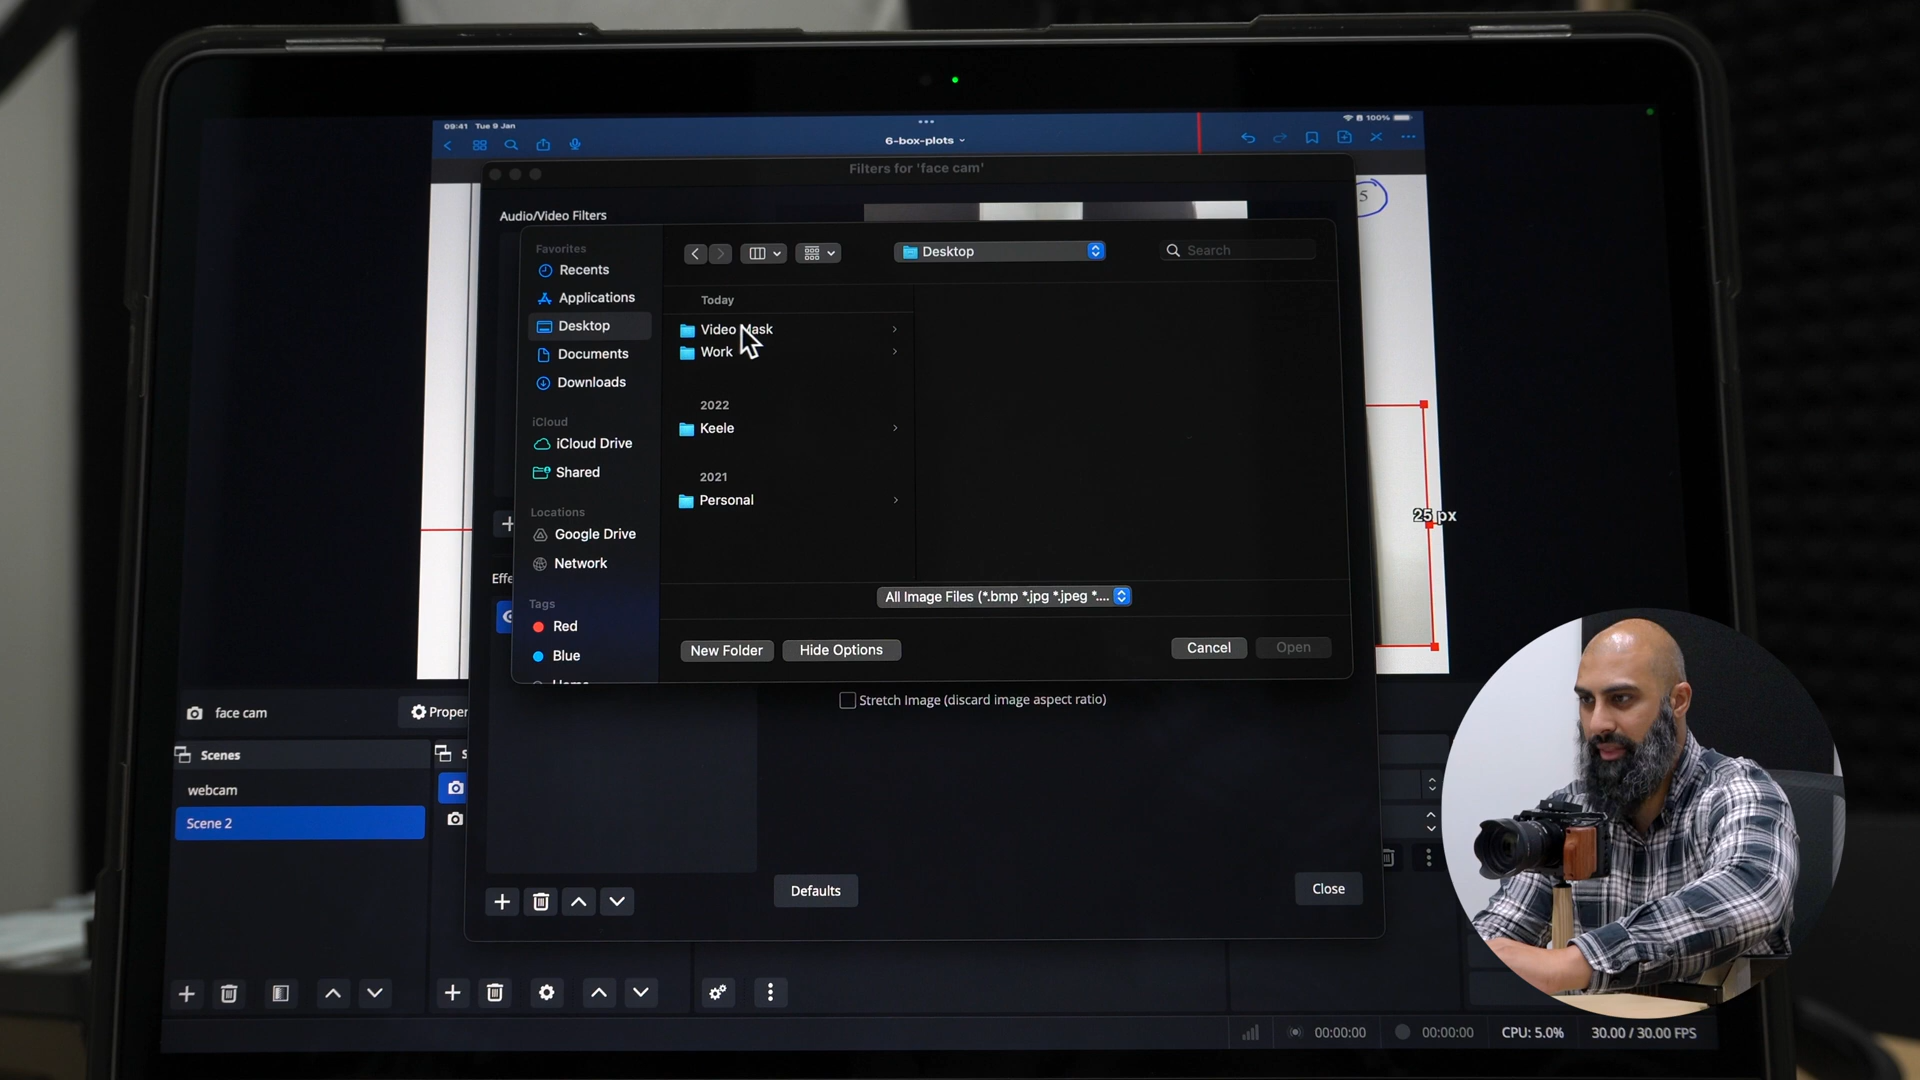 09:41 Tue 9 Jan
100%
6-box-plots
Filters for 'face cam'
5
Audio/Video Filters
Favorites
Recents
Applications
Desktop
Documents
Downloads
iCloud
iCloud Drive
Shared
Locations
Google Drive
Network
Tags
Red
Blue
Desktop
Search
Today
Video Mask
Work
2022
Keele
2021
Personal
25 px
All Image Files (*.bmp *.jpg *.jpeg *....
New Folder
Hide Options
Cancel
Open
Effe
Stretch Image (discard image aspect ratio)
face cam
Proper
Scenes
S
webcam
Scene 2
Defaults
Close
00:00:00
00:00:00
CPU: 5.0%
30.00 / 30.00 FPS